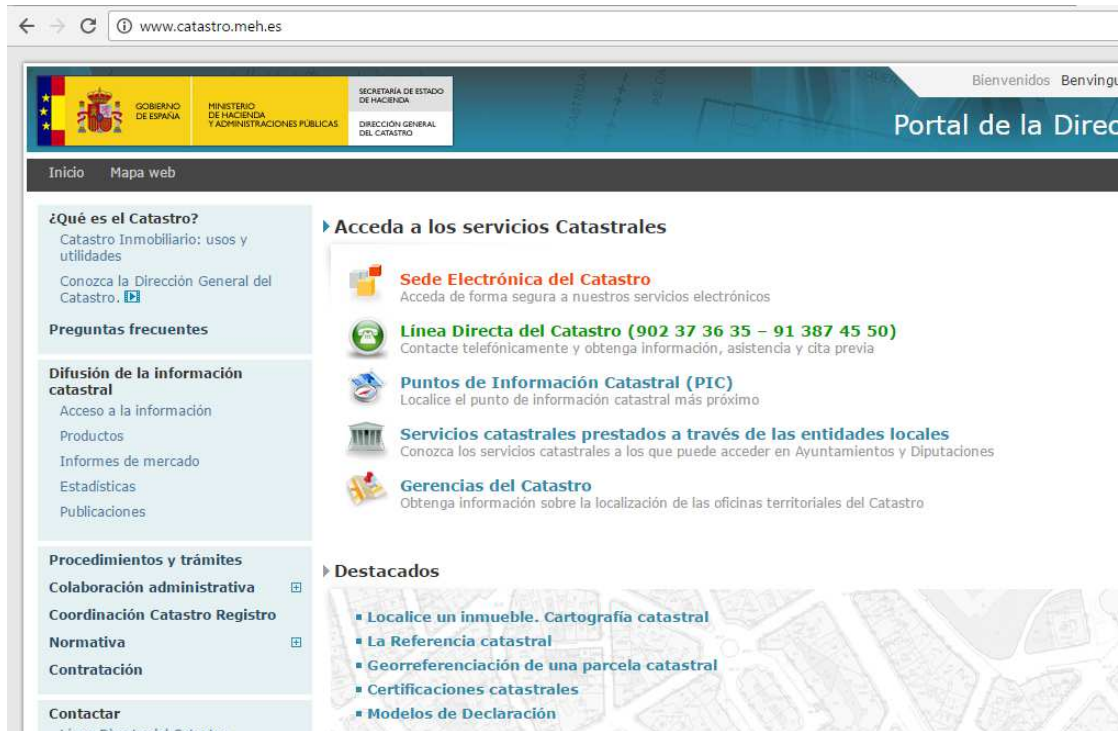 www.catastro.meh.es
GOBIERNO
DE ESPAÑA
MINISTERIO
DE HACIENDA
Y ADMINISTRACIONES PÚBLICAS
SECRETARÍA DE ESTADO
DE HACIENDA
DIRECCIÓN GENERAL
DEL CATASTRO
Bienvenidos Benvingu
Portal de la Direc
Inicio Mapa web
¿Qué es el Catastro?
Catastro Inmobiliario: usos y
utilidades
Conozca la Dirección General del
Catastro.
Preguntas frecuentes
Difusión de la información
catastral
Acceso a la información
Productos
Informes de mercado
Estadísticas
Publicaciones
Procedimientos y trámites
Colaboración administrativa
Coordinación Catastro Registro
Normativa
Contratación
Contactar
Acceda a los servicios Catastrales
Sede Electrónica del Catastro
Acceda de forma segura a nuestros servicios electrónicos
Línea Directa del Catastro (902 37 36 35 – 91 387 45 50)
Contacte telefónicamente y obtenga información, asistencia y cita previa
Puntos de Información Catastral (PIC)
Localice el punto de información catastral más próximo
Servicios catastrales prestados a través de las entidades locales
Conozca los servicios catastrales a los que puede acceder en Ayuntamientos y Diputaciones
Gerencias del Catastro
Obtenga información sobre la localización de las oficinas territoriales del Catastro
Destacados
Localice un inmueble. Cartografía catastral
La Referencia catastral
Georreferenciación de una parcela catastral
Certificaciones catastrales
Modelos de Declaración